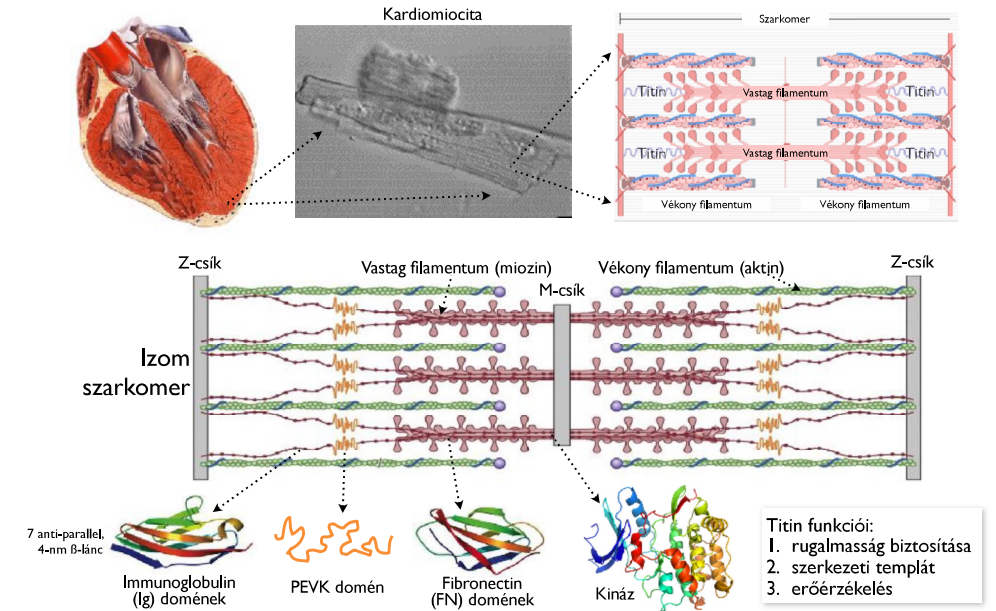 Kardiomiocita
Szarkomer
Titin
Vastag filamentum
Titin
Titin
Vastag filamentum
Titin
Vékony filamentum
Vékony filamentum
Z-csík
Vastag filamentum (miozin)
Vékony filamentum (aktin)
Z-csík
M-csík
Izom
szarkomer
7 anti-parallel,
4-nm ß-lánc
Immunoglobulin
(Ig) domének
PEVK domén
Fibronectin
(FN) domének
Kináz
Titin funkciói:
1. rugalmasság biztosítása
2. szerkezeti templát
3. erőérzékelés